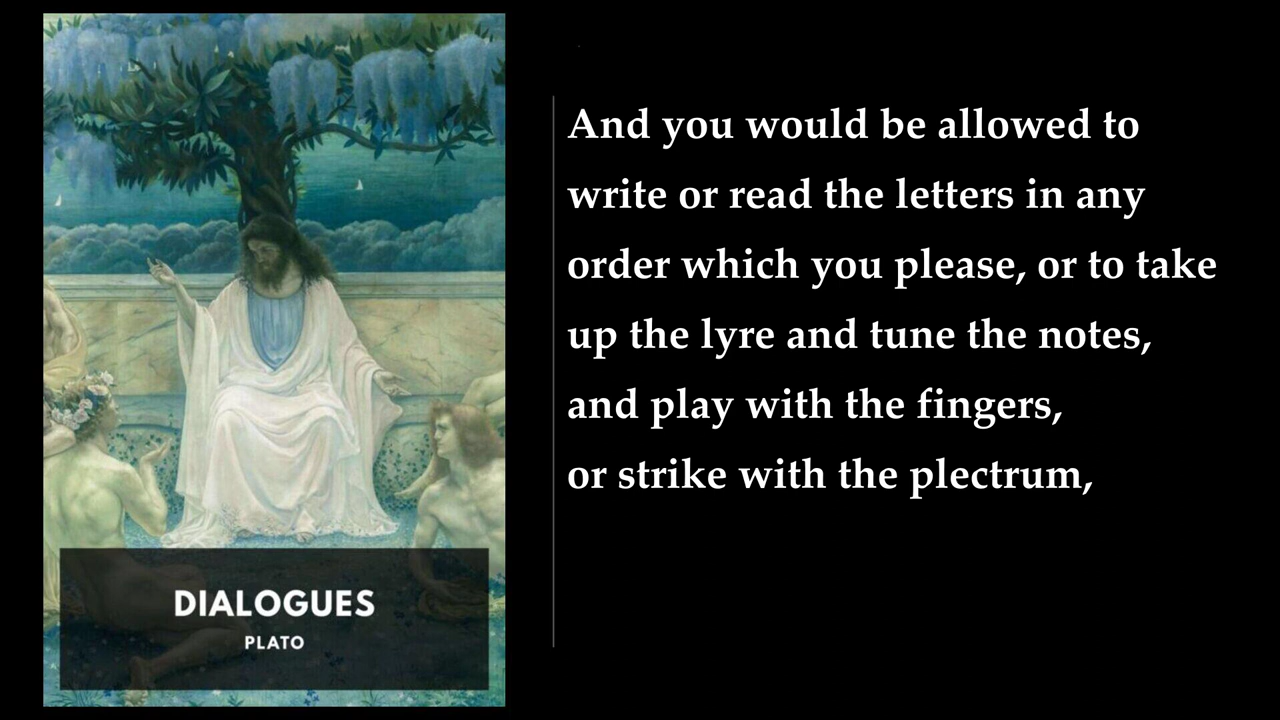 And you would be allowed to
write or read the letters in any
order which you please, or to take
up the lyre and tune the notes,
and play with the fingers,
or strike with the plectrum,
DIALOGUES
PLATO